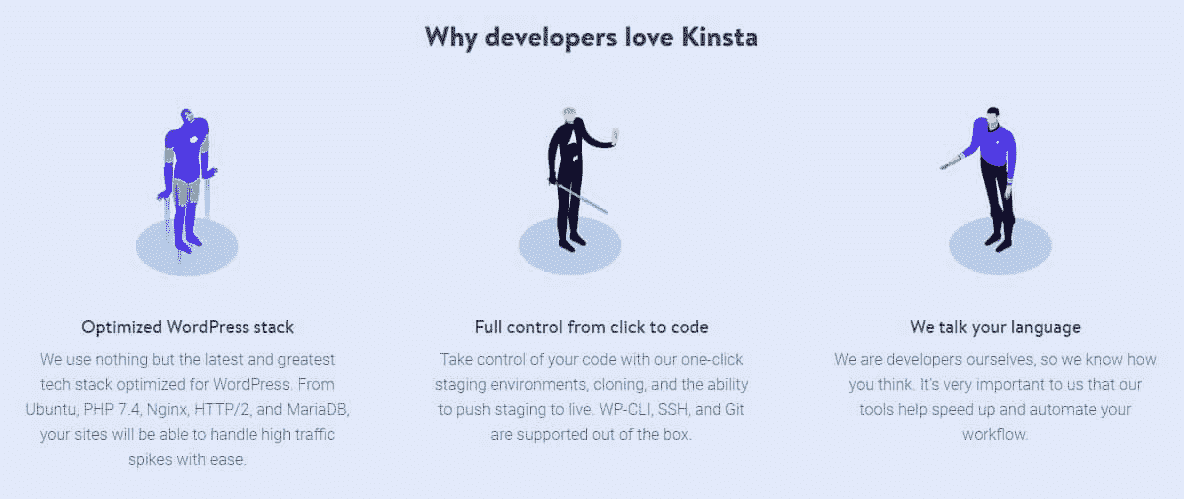 Why developers love Kinsta
Optimized WordPress stack
We use nothing but the latest and greatest
tech stack optimized for WordPress. From
Ubuntu, PHP 7.4, Nginx, HTTP/2, and MariaDB,
your sites will be able to handle high traffic
spikes with ease.
Full control from click to code
Take control of your code with our one-click
staging environments, cloning, and the ability
to push staging to live. WP-CLI, SSH, and Git
are supported out of the box.
We talk your language
We are developers ourselves, so we know how
you think. It's very important to us that our
tools help speed up and automate your
workflow.